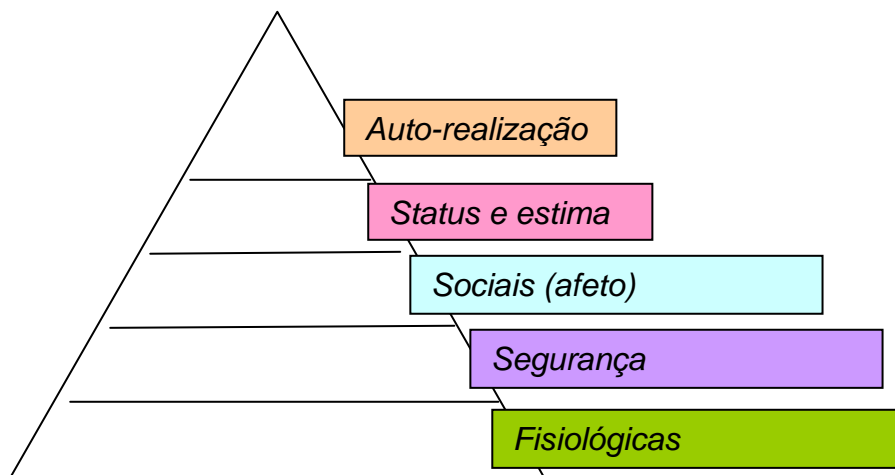 Auto-realização
Status e estima
Sociais (afeto)
Segurança
Fisiológicas